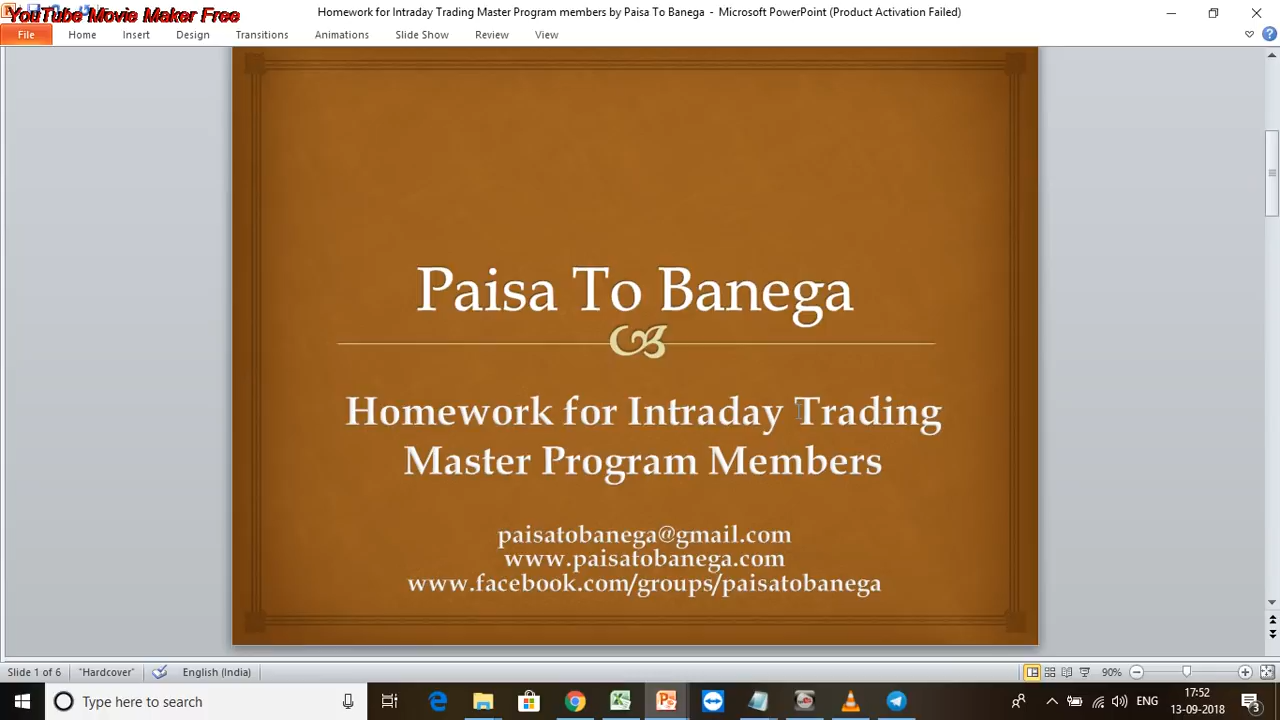 YouTube Movie Maker Free
Homework for Intraday Trading Master Program members by Paisa To Banega - Microsoft PowerPoint (Product Activation Failed)
File Home Insert Design Transitions Animations Slide Show Review View
Paisa To Banega
Homework for Intraday Trading
Master Program Members
paisatobanega@gmail.com
www.paisatobanega.com
www.facebook.com/groups/paisatobanega
Slide 1 of 6 "Hardcover" English (India) 90%
Type here to search
ENG
17:52
13-09-2018
3